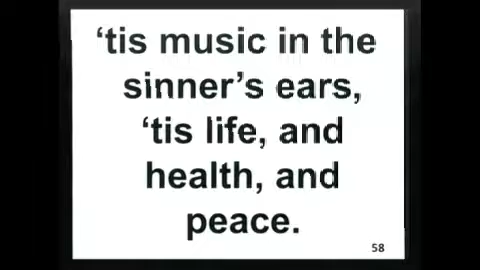 ‘tis music in the
sinner’s ears,
‘tis life, and
health, and
peace.
58